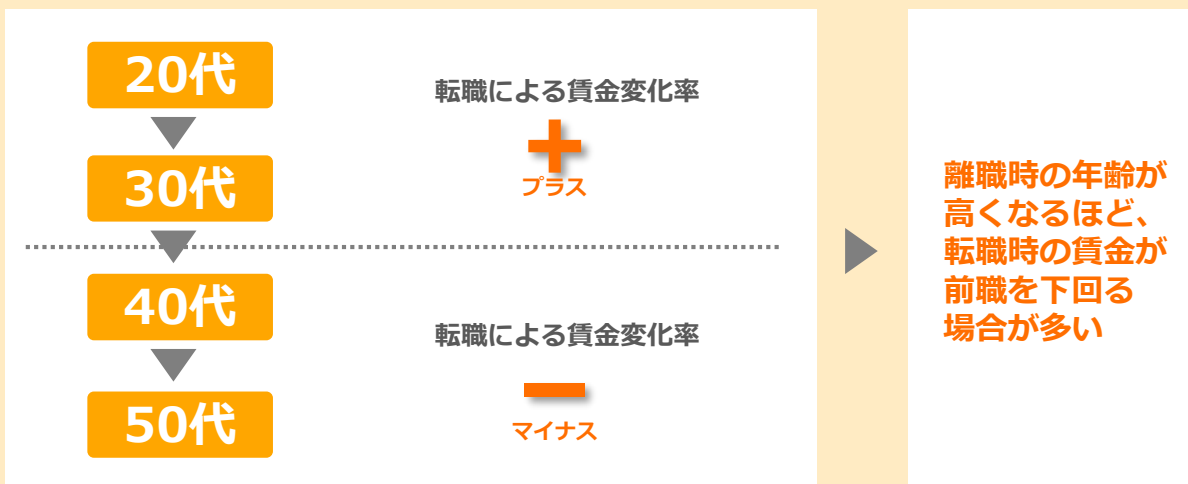 20代
転職による賃金変化率
+
プラス
30代
40代
転職による賃金変化率
ー
マイナス
50代
離職時の年齢が
高くなるほど、
転職時の賃金が
前職を下回る
場合が多い